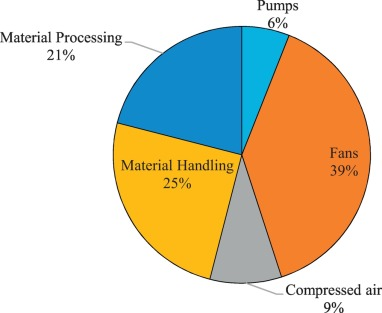 Pumps
6%
Material Processing
21%
Fans
39%
Material Handling
25%
Compressed air
9%